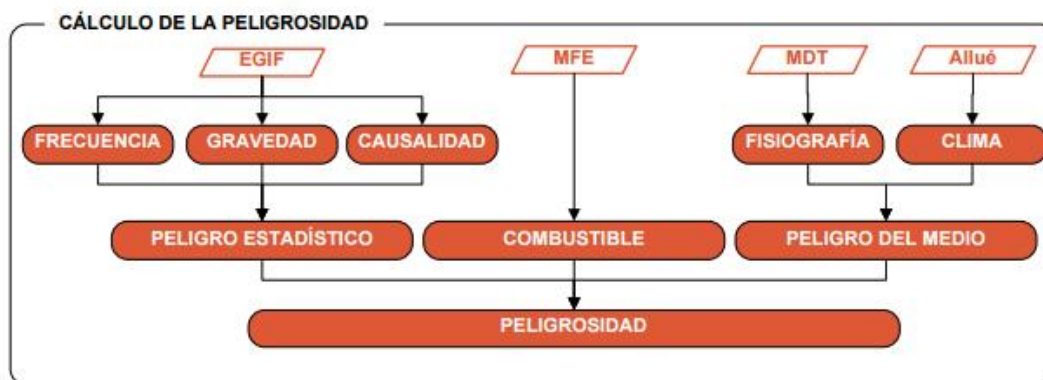 CÁLCULO DE LA PELIGROSIDAD
EGIF
MFE
MDT
Allué
FRECUENCIA
GRAVEDAD
CAUSALIDAD
FISIOGRAFÍA
CLIMA
PELIGRO ESTADÍSTICO
COMBUSTIBLE
PELIGRO DEL MEDIO
PELIGROSIDAD